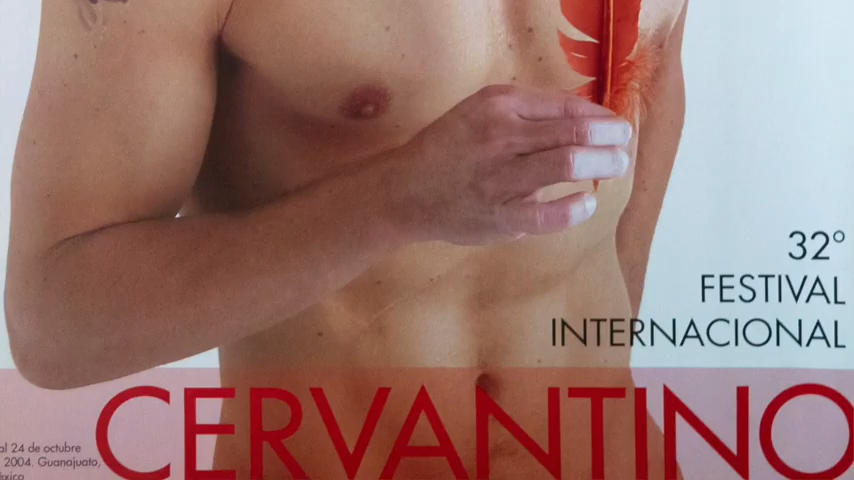 32°
FESTIVAL
INTERNACIONAL
CERVANTINO
al 24 de octubre
2004. Guanajuato,